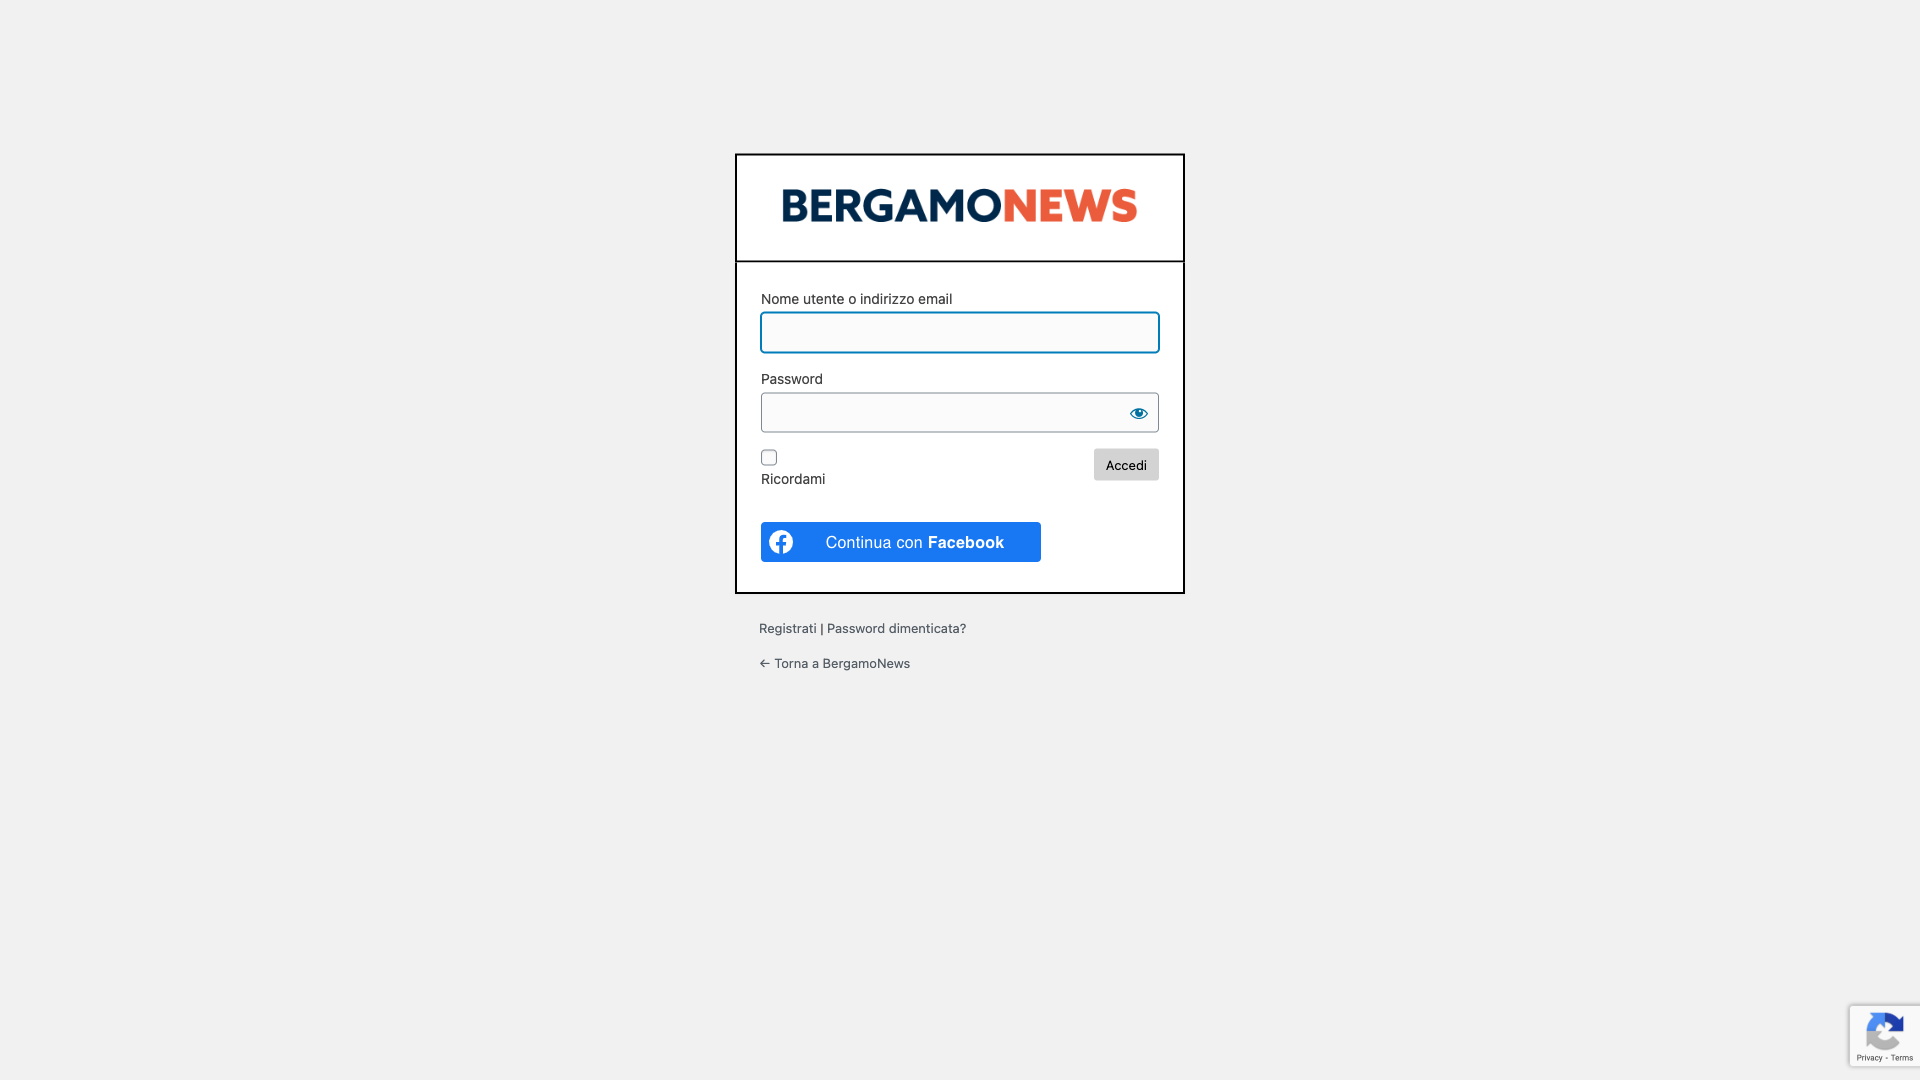 BERGAMONEWS
Nome utente o indirizzo email
Password
Ricordami
Accedi
Continua con Facebook
Registrati | Password dimenticata?
← Torna a BergamoNews
Privacy - Terms